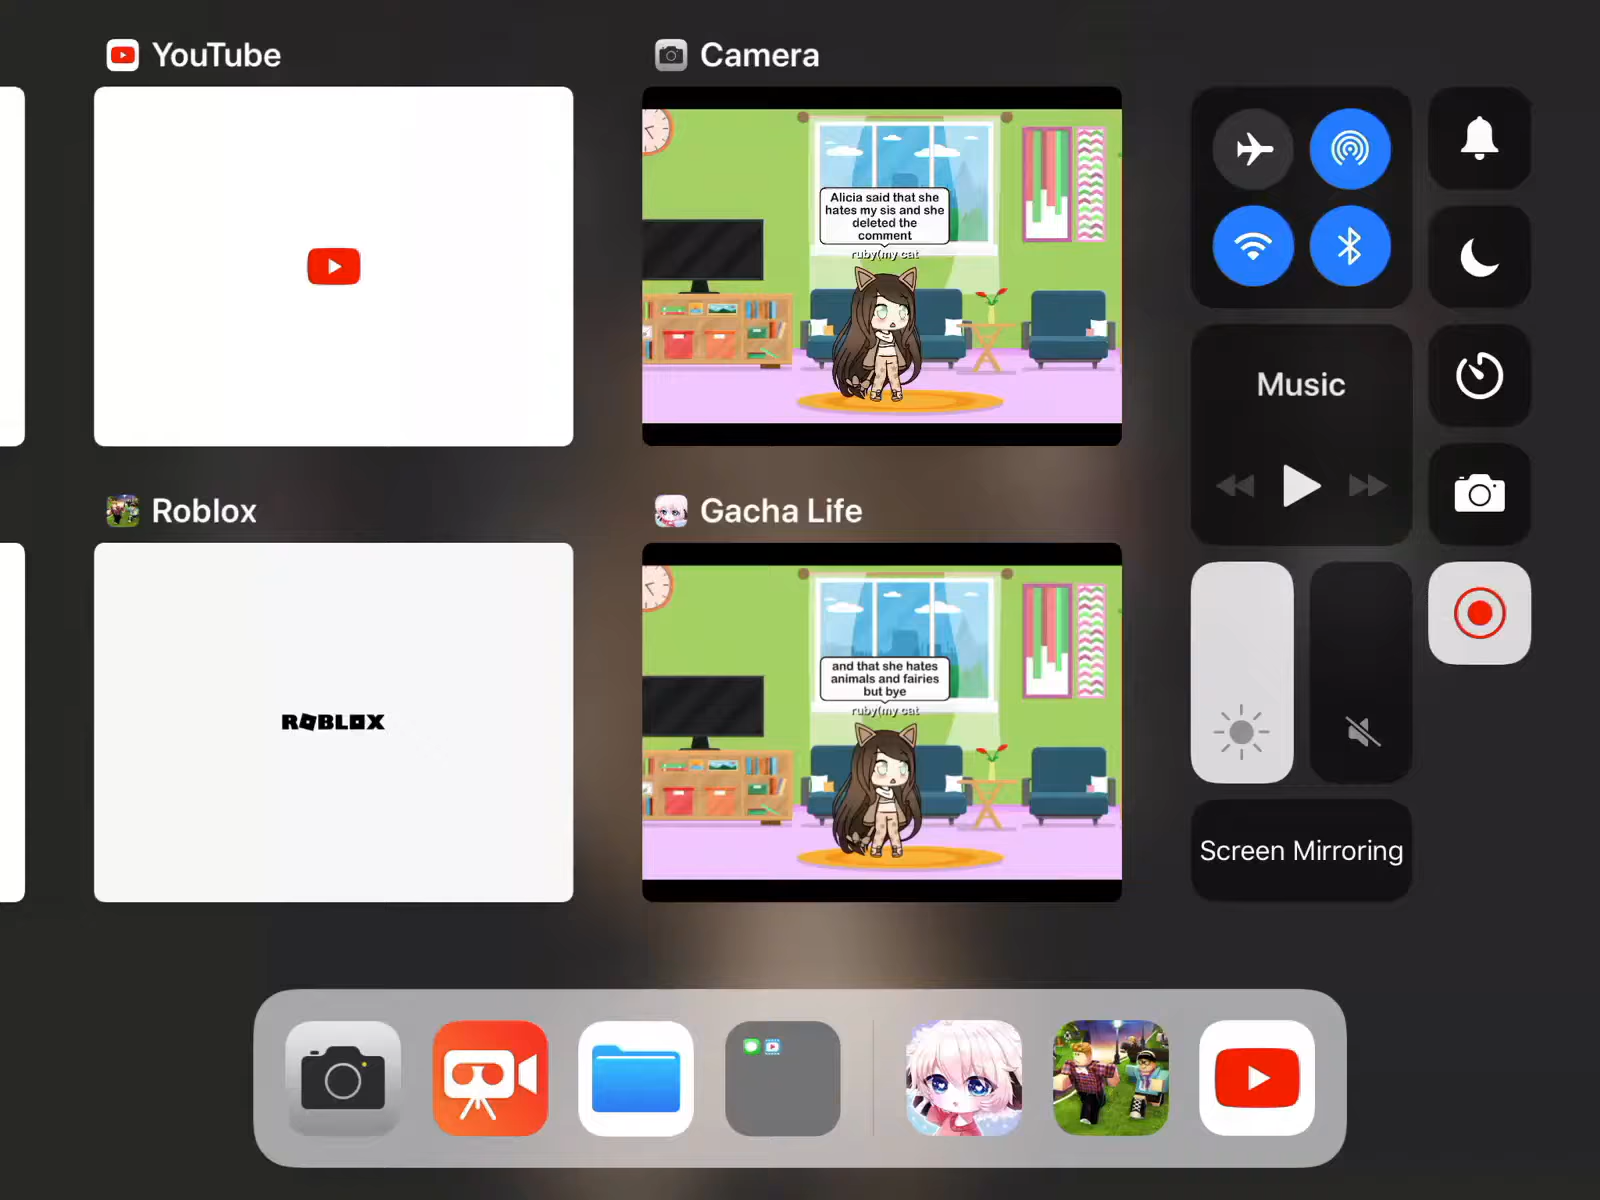 YouTube
Camera
Alicia said that she
hates my sis and she
deleted the
comment
ruby(my cat
Music
Roblox
Gacha Life
ROBLOX
and that she hates
animals and fairies
but bye
ruby(my cat
Screen Mirroring